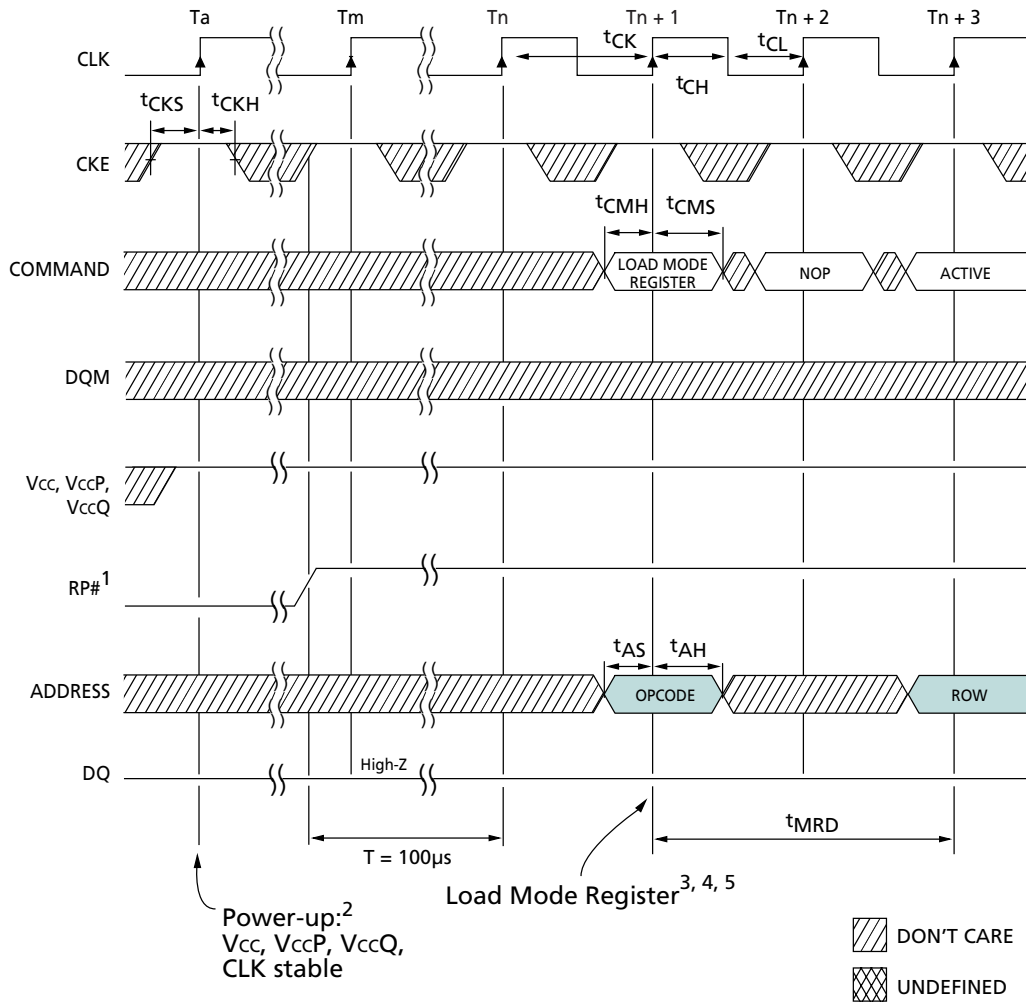 Ta Tm Tn Tn + 1 Tn + 2 Tn + 3
CLK
tCK
tCH
tCL
tCKS tCKH
CKE
tCMH tCMS
COMMAND
LOAD MODE
REGISTER
NOP
ACTIVE
DQM
Vcc, VccP,
VccQ
RP#1
tAS tAH
ADDRESS
OPCODE
ROW
DQ
High-Z
T = 100µs
tMRD
Load Mode Register3, 4, 5
Power-up:2
Vcc, VccP, VccQ,
CLK stable
DON'T CARE
UNDEFINED